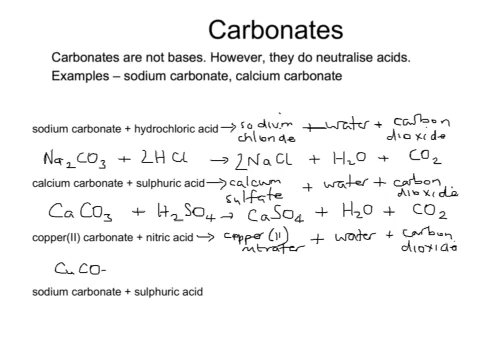 Carbonates
Carbonates are not bases. However, they do neutralise acids.
Examples – sodium carbonate, calcium carbonate
sodium carbonate + hydrochloric acid → sodium chloride + water + carbon dioxide
Na₂CO₃ + 2HCl → 2NaCl + H₂O + CO₂
calcium carbonate + sulphuric acid → calcum sulfate + water + carbon dioxide
CaCO₃ + H₂SO₄ → CaSO₄ + H₂O + CO₂
copper(II) carbonate + nitric acid → copper (II) nitrate + water + carbon dioxide
CuCO-
sodium carbonate + sulphuric acid